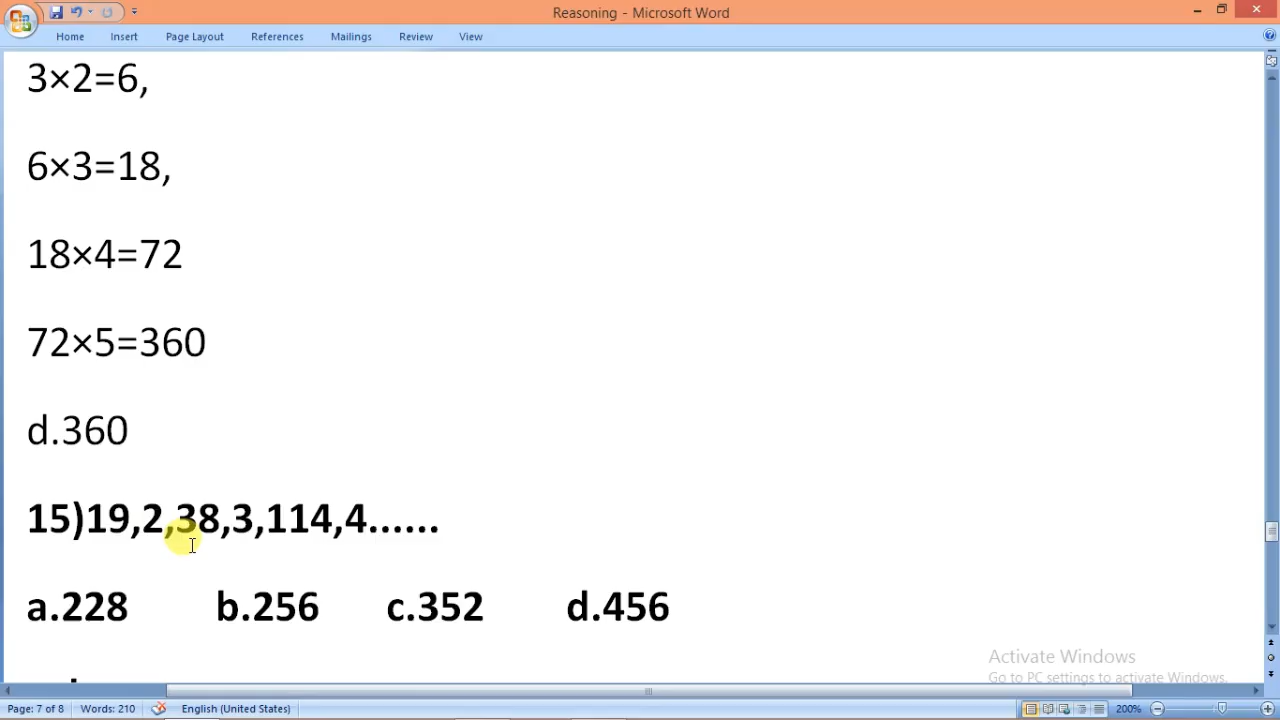 Reasoning - Microsoft Word
Home Insert Page Layout References Mailings Review View
3×2=6,
6×3=18,
18×4=72
72×5=360
d.360
15)19,2,38,3,114,4......
a.228 b.256 c.352 d.456
Activate Windows
Go to PC settings to activate Windows.
Page: 7 of 8 Words: 210 English (United States) 200%